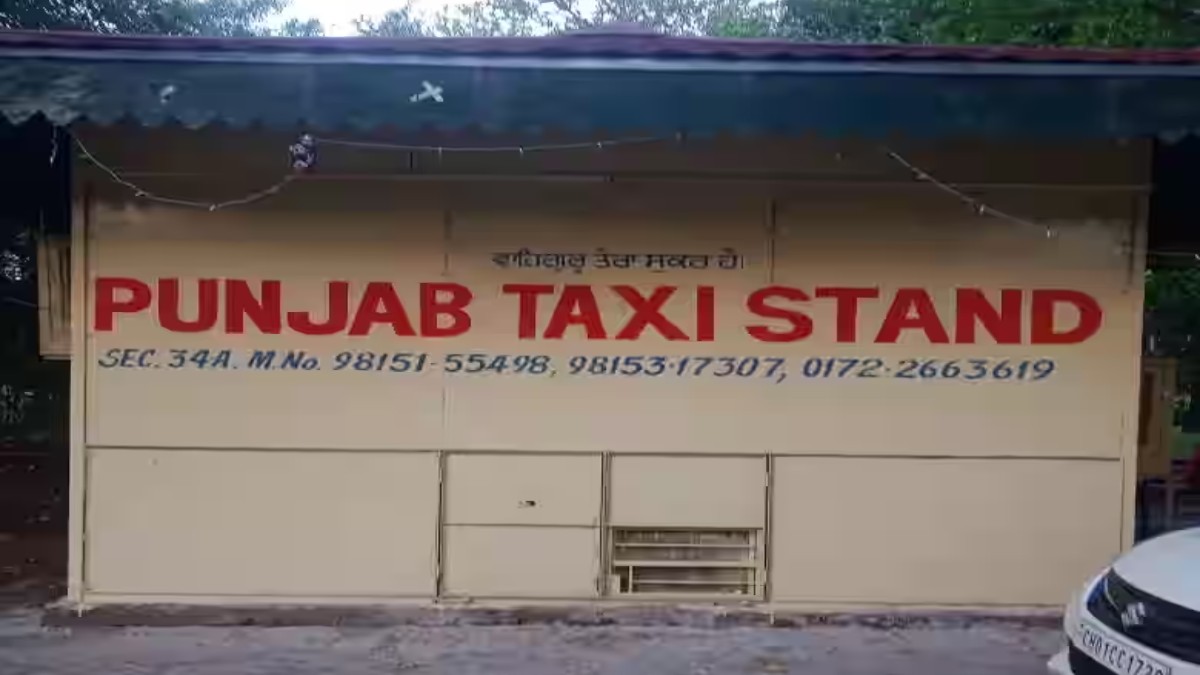 ਵਾਹਿਗੁਰੂ ਤੇਰਾ ਸ਼ੁਕਰ ਹੈ।
PUNJAB TAXI STAND
SEC. 34A. M.No. 98151-55498, 98153-17307, 0172-2663619